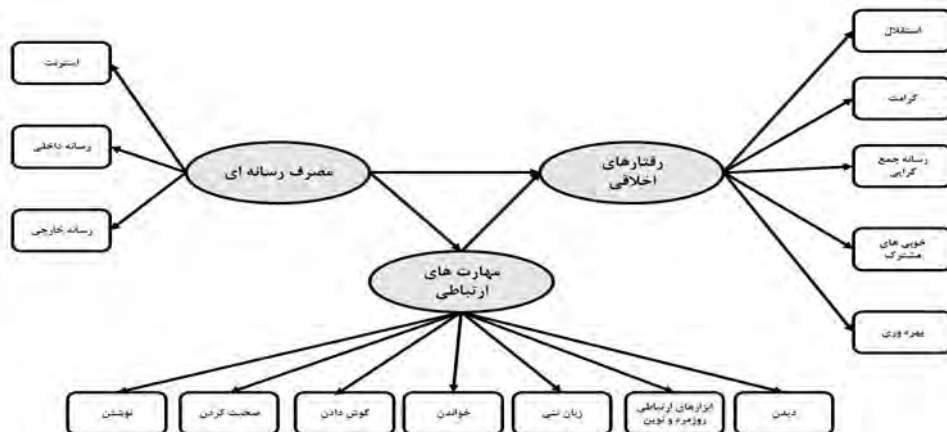 استقلال
اینترنت
کرامت
رسانه داخلی
رسانه جمع
گرایی
مصرف رسانه ای
رفتارهای
اخلاقی
رسانه خارجی
خوبی های
مشترک
مهارت های
ارتباطی
بهره وری
دیدن
ابزارهای ارتباطی
روزمره و نوین
زبان تنی
خواندن
گوش دادن
صحبت کردن
نوشتن